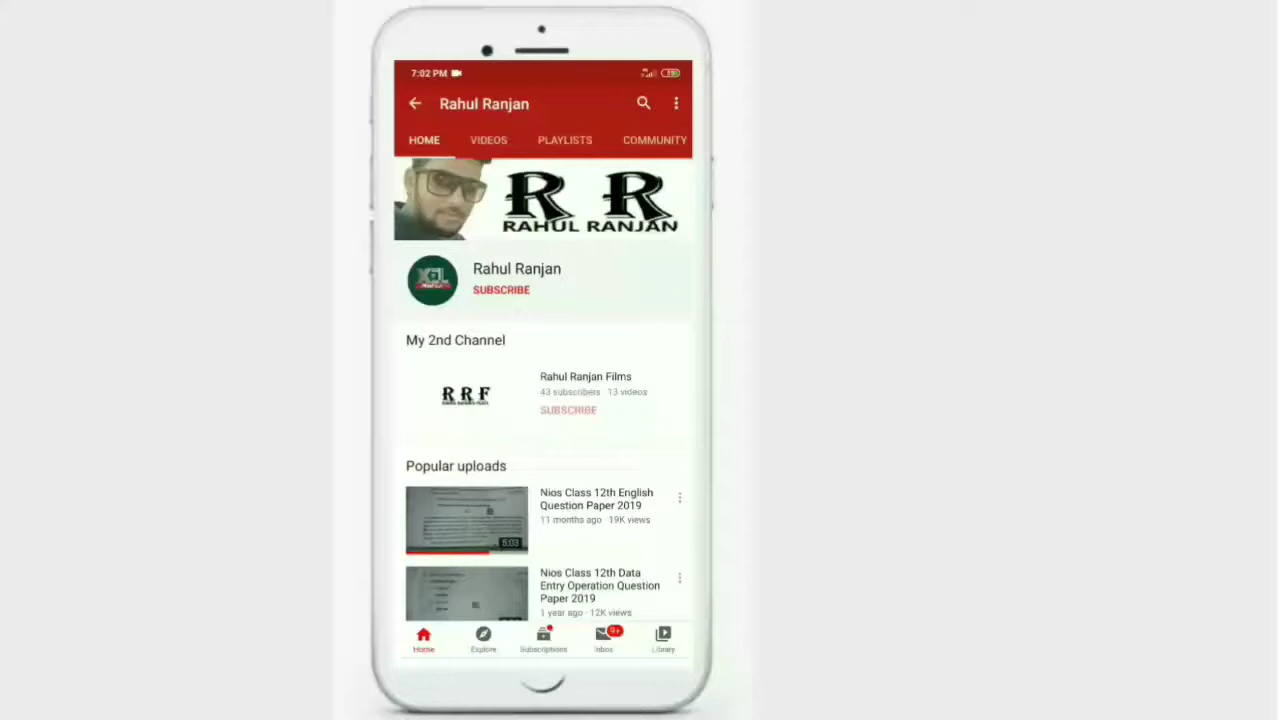 7:02 PM
Rahul Ranjan
HOME VIDEOS PLAYLISTS COMMUNITY
R R
RAHUL RANJAN
Rahul Ranjan
SUBSCRIBE
My 2nd Channel
R R F
Rahul Ranjan Films
43 subscribers · 13 videos
SUBSCRIBE
Popular uploads
Nios Class 12th English
Question Paper 2019
11 months ago · 19K views
5:03
Nios Class 12th Data
Entry Operation Question
Paper 2019
1 year ago · 12K views
9+
Home Explore Subscriptions Inbox Library